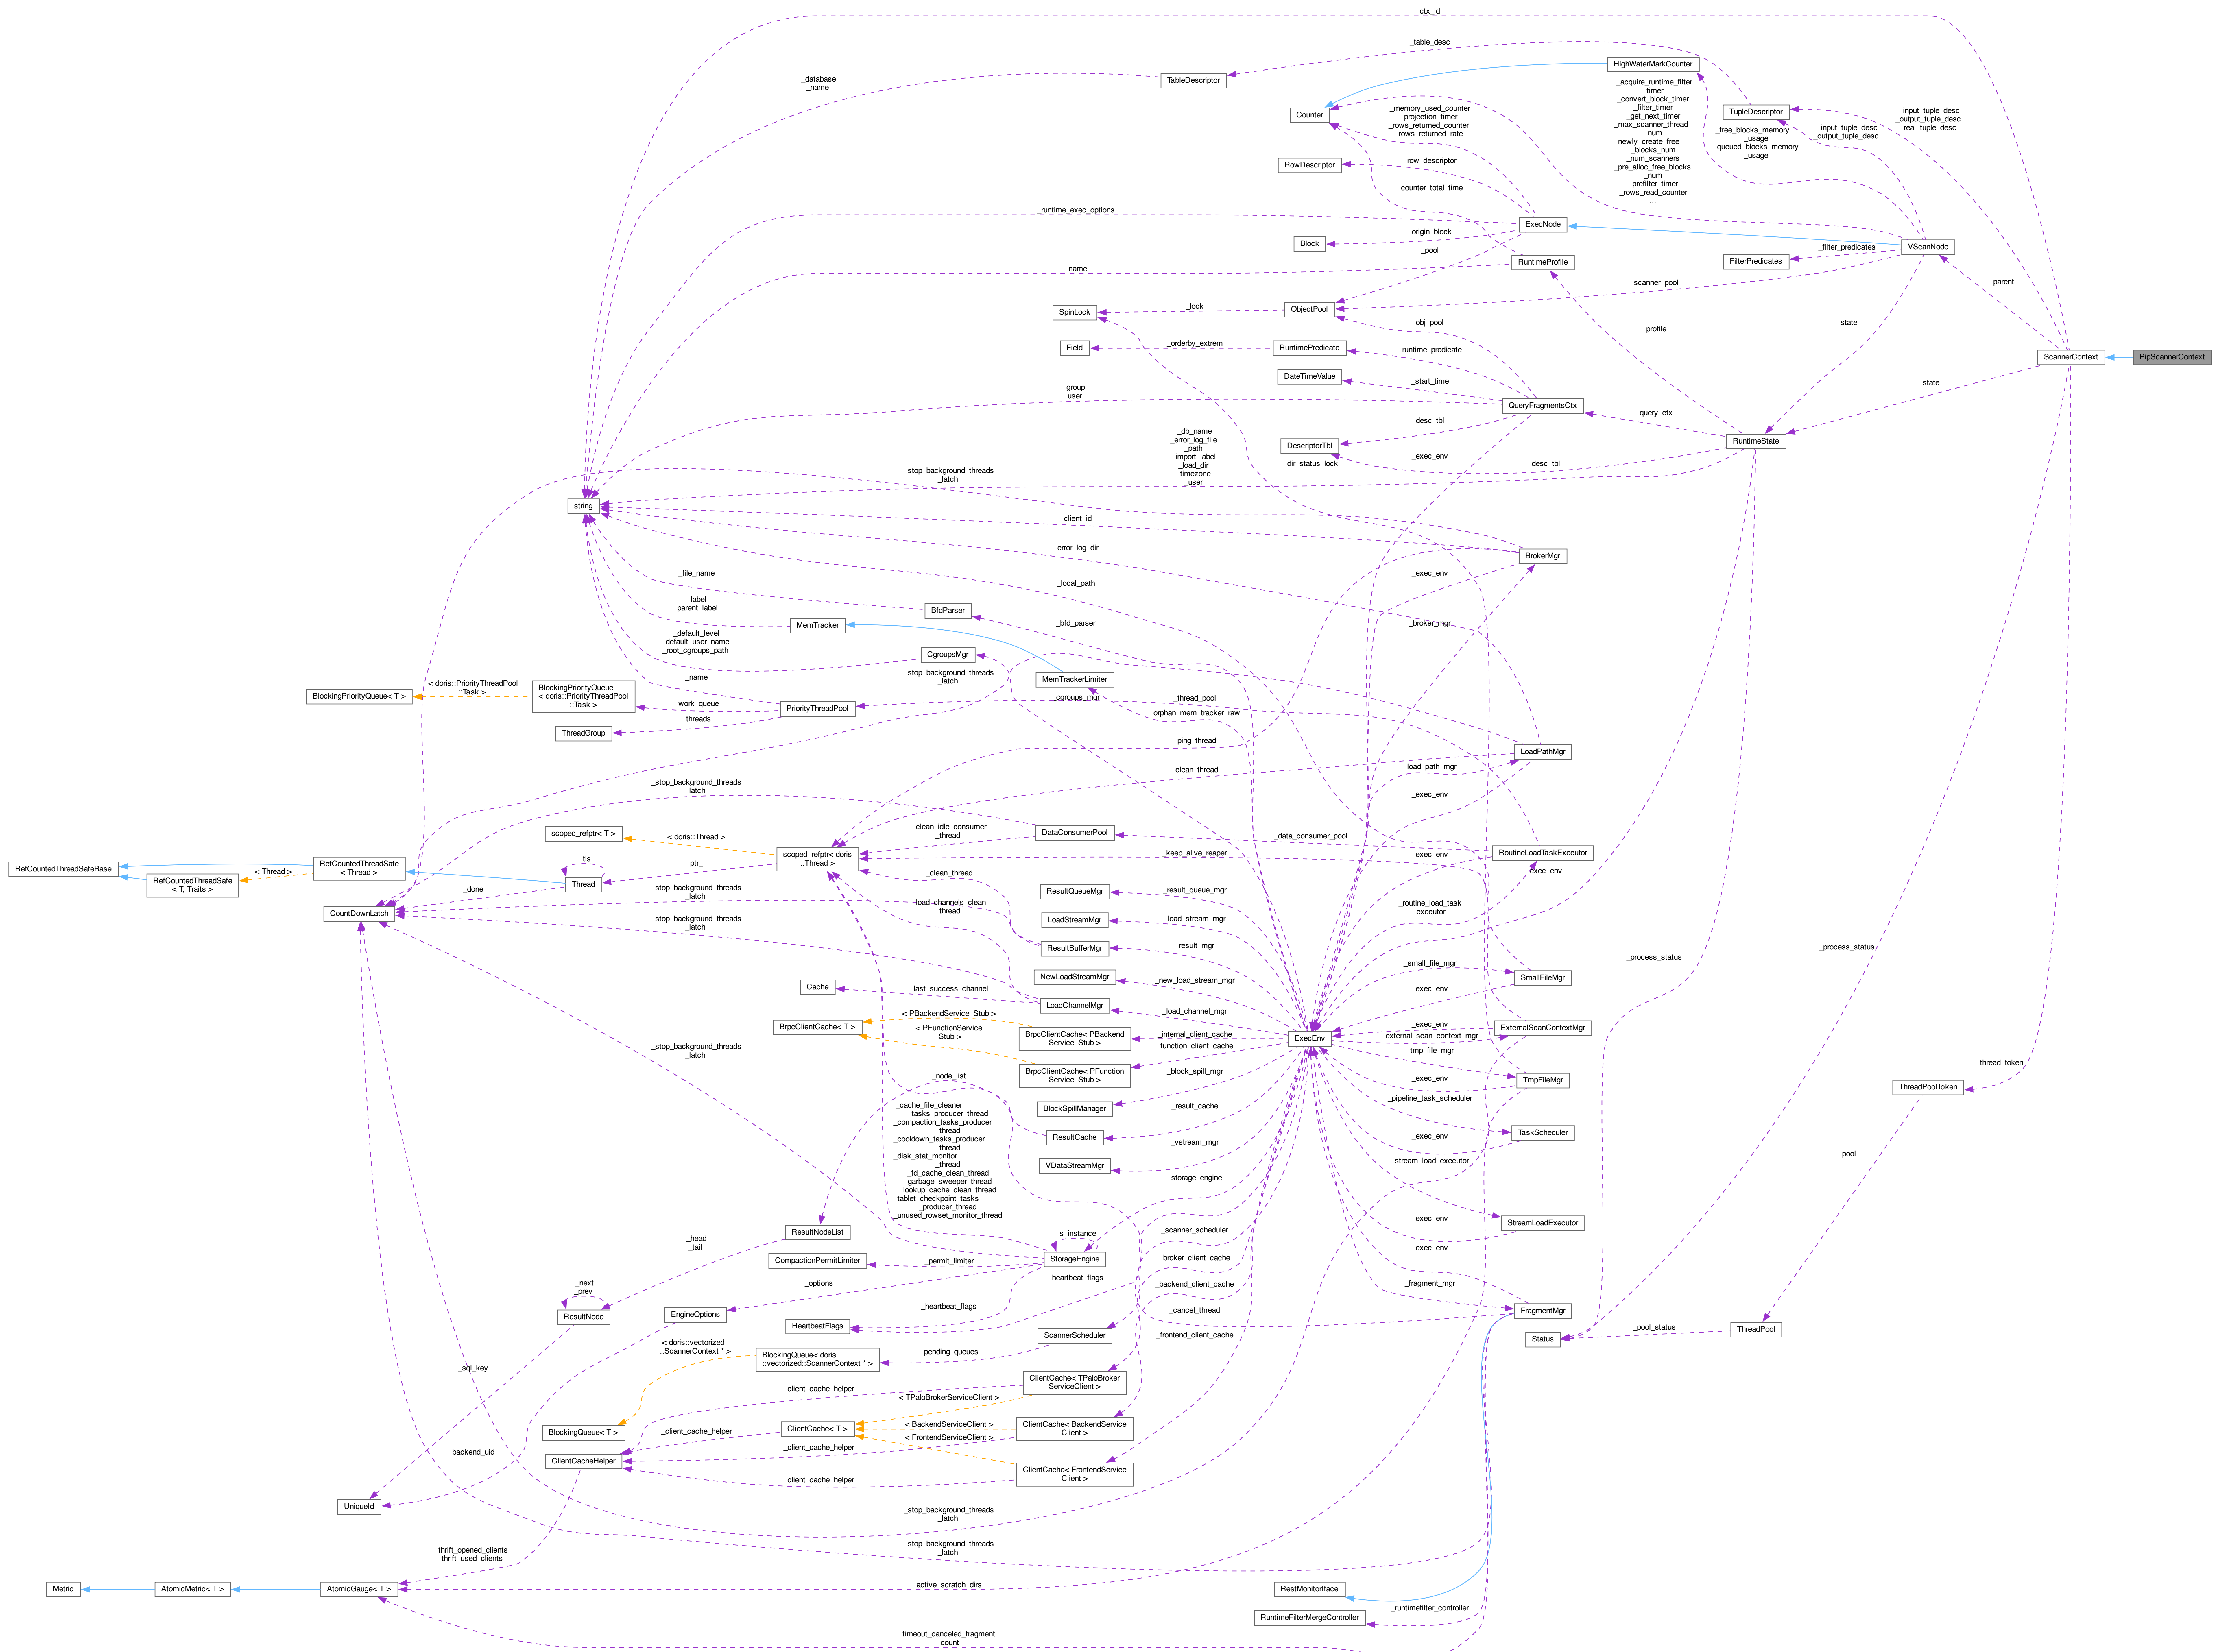 ctx_id
_table_desc
HighWaterMarkCounter
_database
_name
TableDescriptor
_acquire_runtime_filter
_timer
_convert_block_timer
_filter_timer
_get_next_timer
_max_scanner_thread
_num
_newly_create_free
_blocks_num
_num_scanners
_pre_alloc_free_blocks
_num
_prefilter_timer
_rows_read_counter
...
Counter
_memory_used_counter
_projection_timer
_rows_returned_counter
_rows_returned_rate
TupleDescriptor
_input_tuple_desc
_output_tuple_desc
_real_tuple_desc
_free_blocks_memory
_usage
_queued_blocks_memory
_usage
_input_tuple_desc
_output_tuple_desc
RowDescriptor
_row_descriptor
_counter_total_time
_runtime_exec_options
ExecNode
Block
_origin_block
_pool
VScanNode
_filter_predicates
FilterPredicates
_name
RuntimeProfile
_scanner_pool
_parent
SpinLock
_lock
ObjectPool
obj_pool
_profile
_state
Field
_orderby_extrem
RuntimePredicate
_runtime_predicate
DateTimeValue
_start_time
ScannerContext
PipScannerContext
_state
group
user
QueryFragmentsCtx
_query_ctx
desc_tbl
DescriptorTbl
RuntimeState
_db_name
_error_log_file
_path
_import_label
_load_dir
_timezone
_user
_dir_status_lock
_exec_env
_desc_tbl
_stop_background_threads
_latch
string
_client_id
_error_log_dir
BrokerMgr
_file_name
_local_path
_exec_env
_label
_parent_label
BfdParser
MemTracker
_bfd_parser
_broker_mgr
_default_level
_default_user_name
_root_cgroups_path
CgroupsMgr
_stop_background_threads
_latch
MemTrackerLimiter
< doris::PriorityThreadPool
::Task >
BlockingPriorityQueue< T >
BlockingPriorityQueue
< doris::PriorityThreadPool
::Task >
_name
_work_queue
_threads
PriorityThreadPool
ThreadGroup
_cgroups_mgr
_thread_pool
_orphan_mem_tracker_raw
_ping_thread
LoadPathMgr
_clean_thread
_load_path_mgr
_stop_background_threads
_latch
_exec_env
scoped_refptr< T >
< doris::Thread >
_clean_idle_consumer
_thread
DataConsumerPool
_data_consumer_pool
scoped_refptr< doris
::Thread >
keep_alive_reaper
_exec_env
RoutineLoadTaskExecutor
RefCountedThreadSafeBase
RefCountedThreadSafe
< Thread >
< Thread >
RefCountedThreadSafe
< T, Traits >
_tls
Thread
ptr_
_clean_thread
exec_env
_done
_stop_background_threads
_latch
ResultQueueMgr
_result_queue_mgr
CountDownLatch
_load_channels_clean
_thread
LoadStreamMgr
_load_stream_mgr
_routine_load_task
_executor
_stop_background_threads
_latch
ResultBufferMgr
_result_mgr
_process_status
_process_status
_small_file_mgr
SmallFileMgr
NewLoadStreamMgr
_new_load_stream_mgr
Cache
_last_success_channel
_exec_env
LoadChannelMgr
_load_channel_mgr
< PBackendService_Stub >
BrpcClientCache< T >
< PFunctionService
_Stub >
BrpcClientCache< PBackend
Service_Stub >
_internal_client_cache
ExecEnv
_exec_env
_external_scan_context_mgr
ExternalScanContextMgr
_function_client_cache
_stop_background_threads
_latch
_tmp_file_mgr
thread_token
BrpcClientCache< PFunction
Service_Stub >
_block_spill_mgr
_node_list
_exec_env
TmpFileMgr
ThreadPoolToken
_cache_file_cleaner
_tasks_producer_thread
_compaction_tasks_producer
_thread
_cooldown_tasks_producer
_thread
_disk_stat_monitor
_thread
_fd_cache_clean_thread
_garbage_sweeper_thread
_lookup_cache_clean_thread
_tablet_checkpoint_tasks
_producer_thread
_unused_rowset_monitor_thread
BlockSpillManager
_result_cache
_pipeline_task_scheduler
ResultCache
_exec_env
TaskScheduler
_vstream_mgr
VDataStreamMgr
_stream_load_executor
_pool
_storage_engine
ResultNodeList
_exec_env
StreamLoadExecutor
_head
_tail
_s_instance
_scanner_scheduler
CompactionPermitLimiter
_permit_limiter
StorageEngine
_exec_env
_options
_heartbeat_flags
_broker_client_cache
_next
_prev
_backend_client_cache
_fragment_mgr
ResultNode
EngineOptions
_heartbeat_flags
_cancel_thread
FragmentMgr
HeartbeatFlags
ScannerScheduler
_frontend_client_cache
Status
_pool_status
ThreadPool
< doris::vectorized
::ScannerContext * >
BlockingQueue< doris
::vectorized::ScannerContext * >
_pending_queues
_sql_key
_client_cache_helper
ClientCache< TPaloBroker
ServiceClient >
< TPaloBrokerServiceClient >
BlockingQueue< T >
_client_cache_helper
ClientCache< T >
< BackendServiceClient >
ClientCache< BackendService
Client >
< FrontendServiceClient >
backend_uid
ClientCacheHelper
_client_cache_helper
_client_cache_helper
ClientCache< FrontendService
Client >
UniqueId
_stop_background_threads
_latch
thrift_opened_clients
thrift_used_clients
_stop_background_threads
_latch
Metric
AtomicMetric< T >
AtomicGauge< T >
active_scratch_dirs
RestMonitorIface
_runtimefilter_controller
RuntimeFilterMergeController
timeout_canceled_fragment
_count